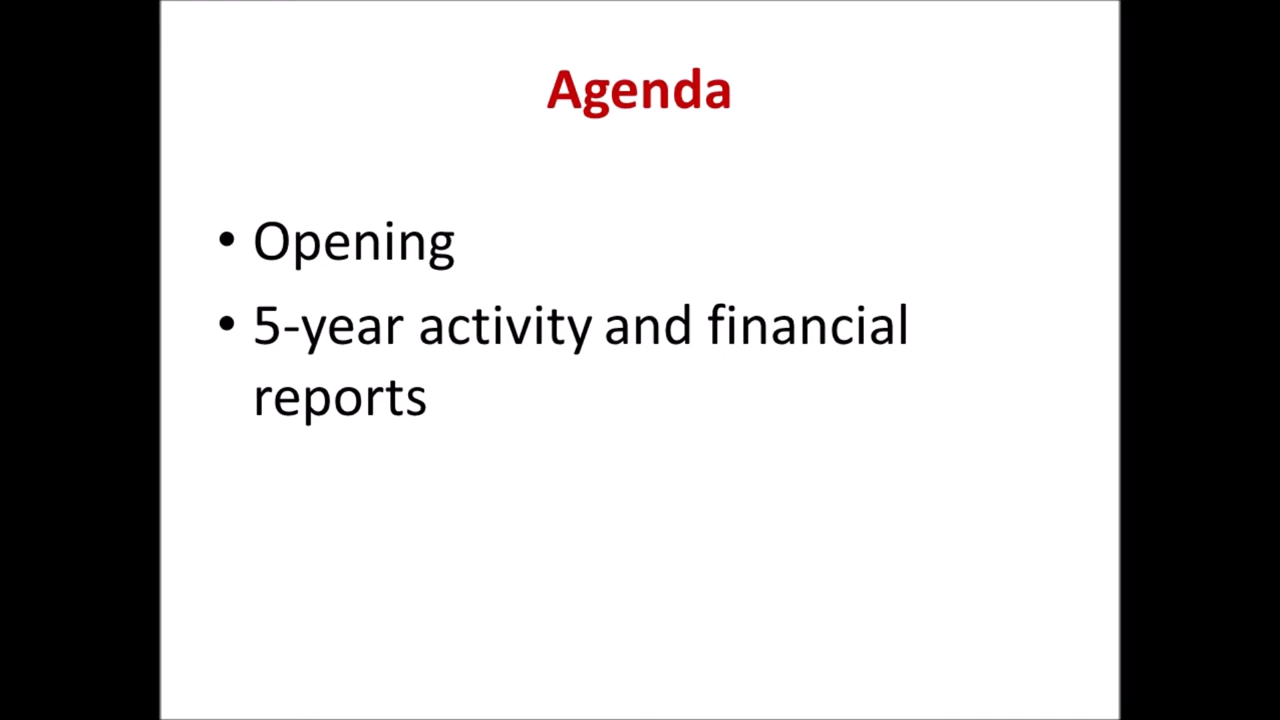 Agenda
• Opening
• 5-year activity and financial
reports